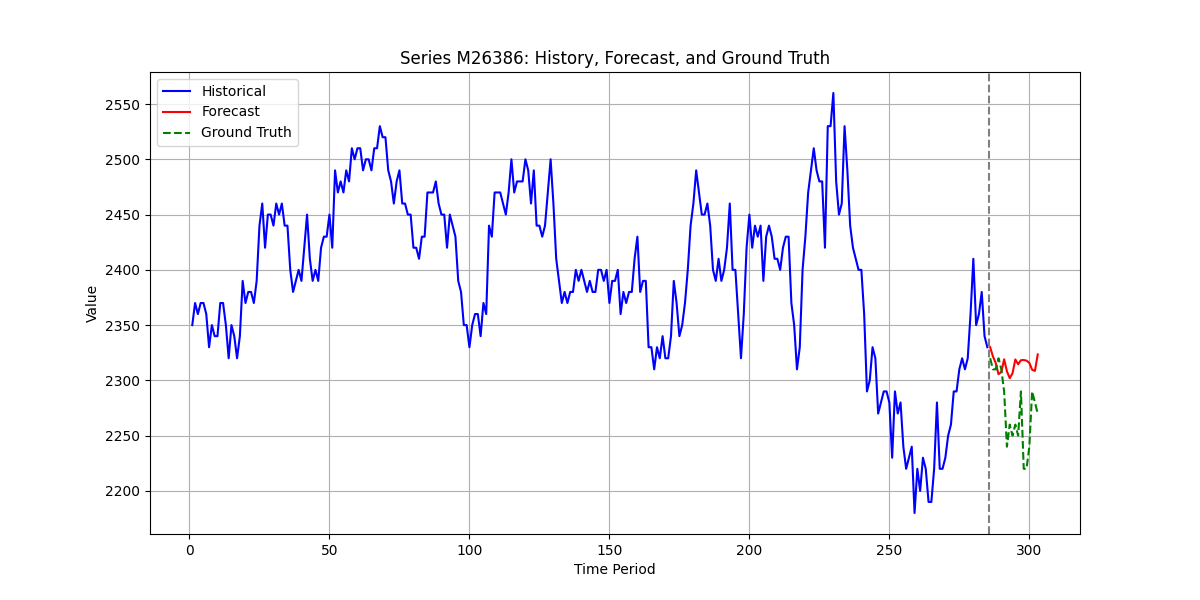 Series M26386: History, Forecast, and Ground Truth
Historical
Forecast
Ground Truth
Value
2550
2500
2450
2400
2350
2300
2250
2200
0 50 100 150 200 250 300
Time Period